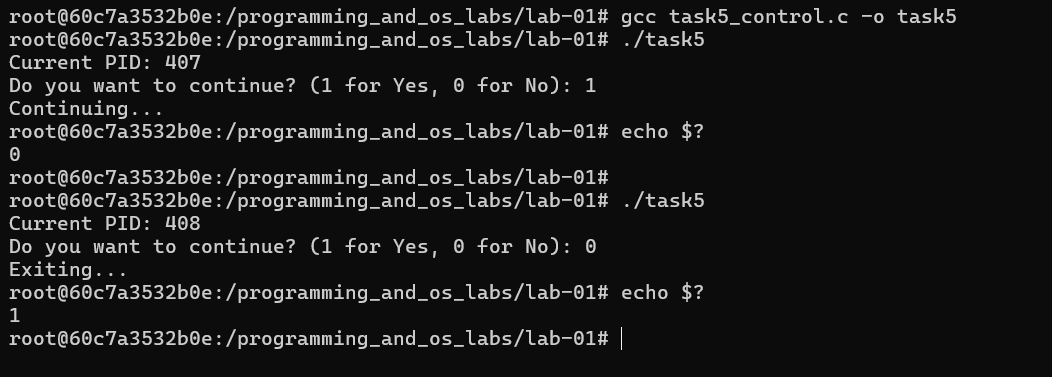 root@60c7a3532b0e:/programming_and_os_labs/lab-01# gcc task5_control.c -o task5
root@60c7a3532b0e:/programming_and_os_labs/lab-01# ./task5
Current PID: 407
Do you want to continue? (1 for Yes, 0 for No): 1
Continuing...
root@60c7a3532b0e:/programming_and_os_labs/lab-01# echo $?
0
root@60c7a3532b0e:/programming_and_os_labs/lab-01#
root@60c7a3532b0e:/programming_and_os_labs/lab-01# ./task5
Current PID: 408
Do you want to continue? (1 for Yes, 0 for No): 0
Exiting...
root@60c7a3532b0e:/programming_and_os_labs/lab-01# echo $?
1
root@60c7a3532b0e:/programming_and_os_labs/lab-01#